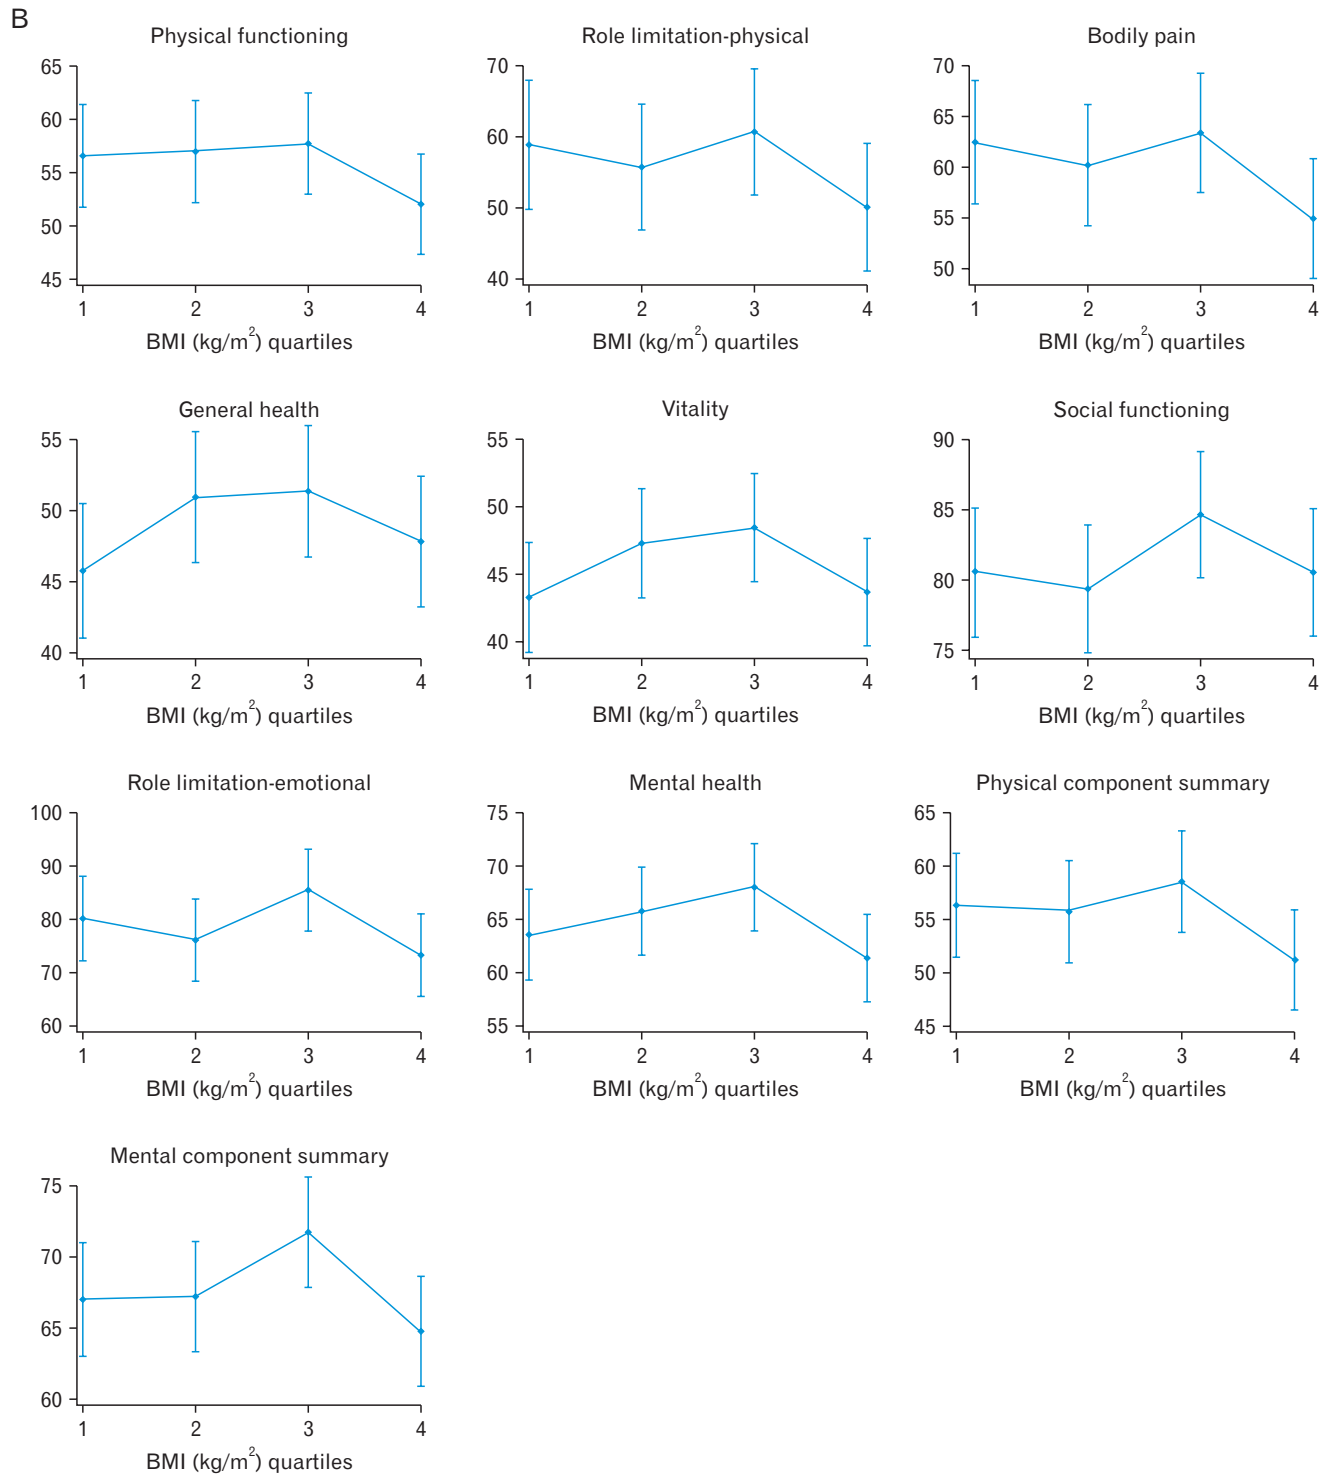 B
Physical functioning
65
60
55
50
45
1 2 3 4
BMI (kg/m²) quartiles
Role limitation-physical
70
60
50
40
1 2 3 4
BMI (kg/m²) quartiles
Bodily pain
70
65
60
55
50
1 2 3 4
BMI (kg/m²) quartiles
General health
55
50
45
40
1 2 3 4
BMI (kg/m²) quartiles
Vitality
55
50
45
40
1 2 3 4
BMI (kg/m²) quartiles
Social functioning
90
85
80
75
1 2 3 4
BMI (kg/m²) quartiles
Role limitation-emotional
100
90
80
70
60
1 2 3 4
BMI (kg/m²) quartiles
Mental health
75
70
65
60
55
1 2 3 4
BMI (kg/m²) quartiles
Physical component summary
65
60
55
50
45
1 2 3 4
BMI (kg/m²) quartiles
Mental component summary
75
70
65
60
1 2 3 4
BMI (kg/m²) quartiles